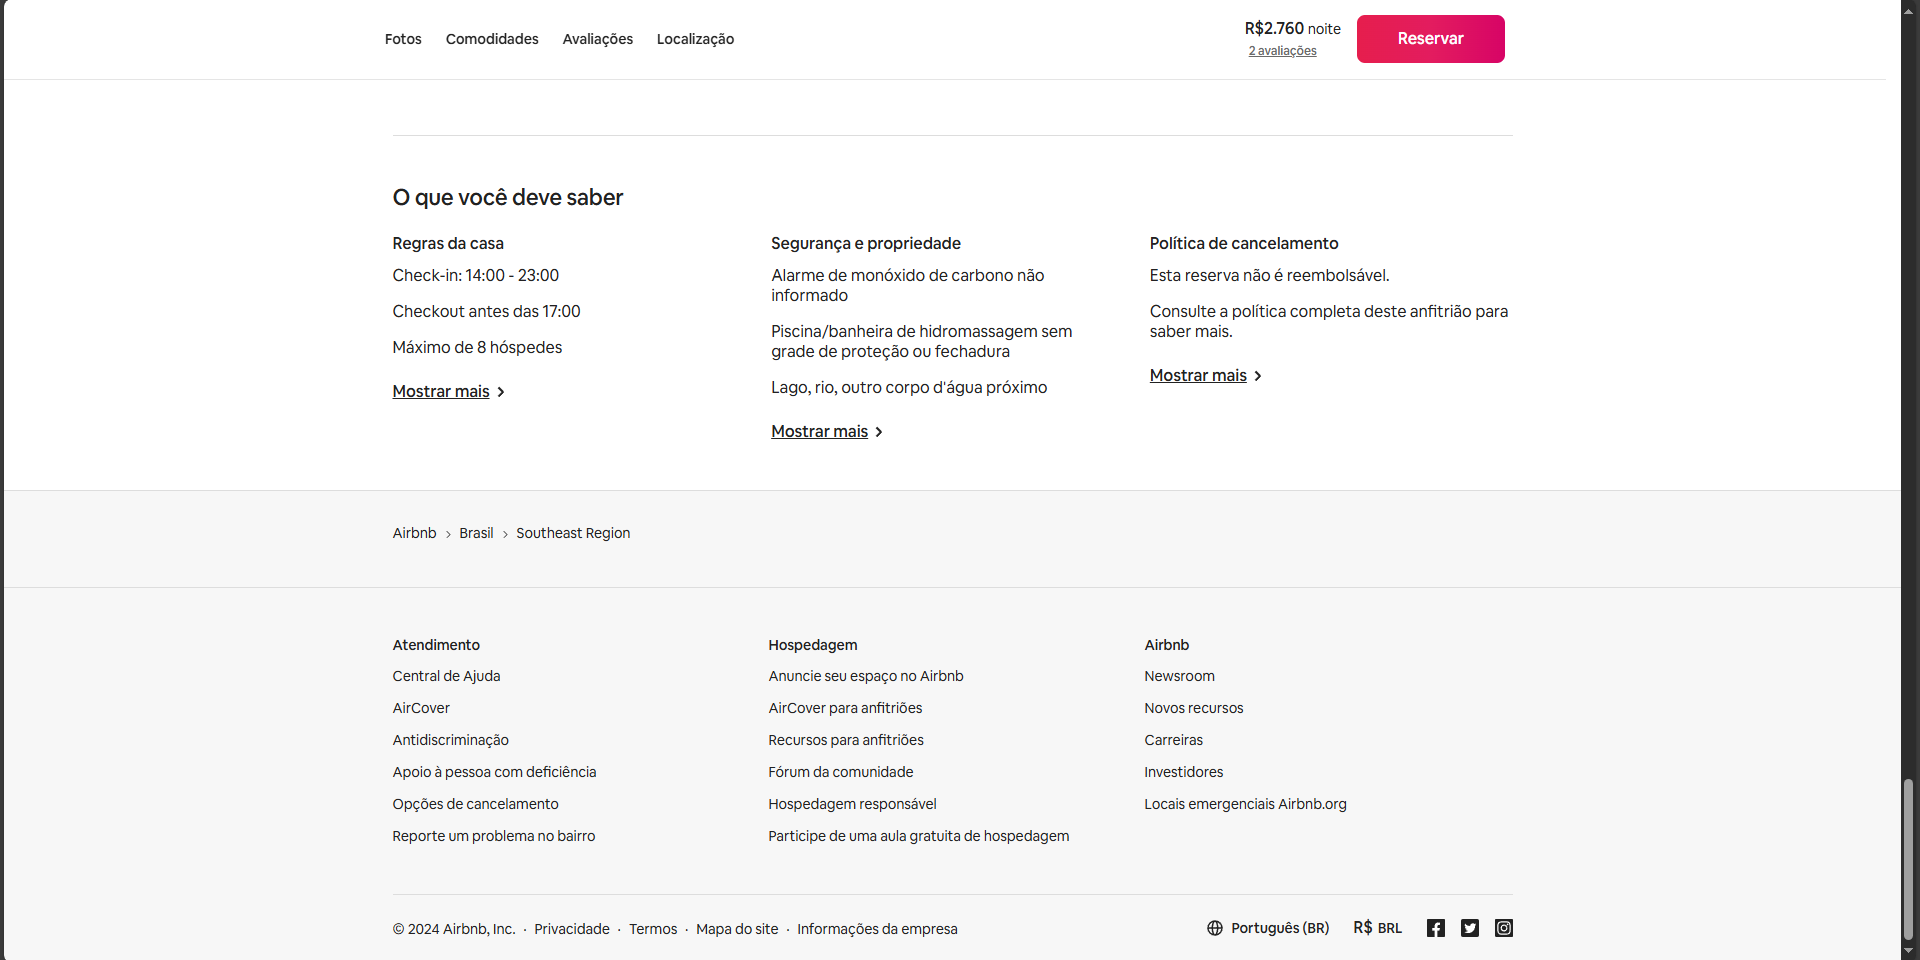 Fotos
Comodidades
Avaliações
Localização
R$2.760 noite
2 avaliações
Reservar
O que você deve saber
Regras da casa
Check-in: 14:00 - 23:00
Checkout antes das 17:00
Máximo de 8 hóspedes
Mostrar mais
Segurança e propriedade
Alarme de monóxido de carbono não
informado
Piscina/banheira de hidromassagem sem
grade de proteção ou fechadura
Lago, rio, outro corpo d'água próximo
Mostrar mais
Política de cancelamento
Esta reserva não é reembolsável.
Consulte a política completa deste anfitrião para
saber mais.
Mostrar mais
Airbnb › Brasil › Southeast Region
Atendimento
Central de Ajuda
AirCover
Antidiscriminação
Apoio à pessoa com deficiência
Opções de cancelamento
Reporte um problema no bairro
Hospedagem
Anuncie seu espaço no Airbnb
AirCover para anfitriões
Recursos para anfitriões
Fórum da comunidade
Hospedagem responsável
Participe de uma aula gratuita de hospedagem
Airbnb
Newsroom
Novos recursos
Carreiras
Investidores
Locais emergenciais Airbnb.org
© 2024 Airbnb, Inc. · Privacidade · Termos · Mapa do site · Informações da empresa
Português (BR)
R$ BRL